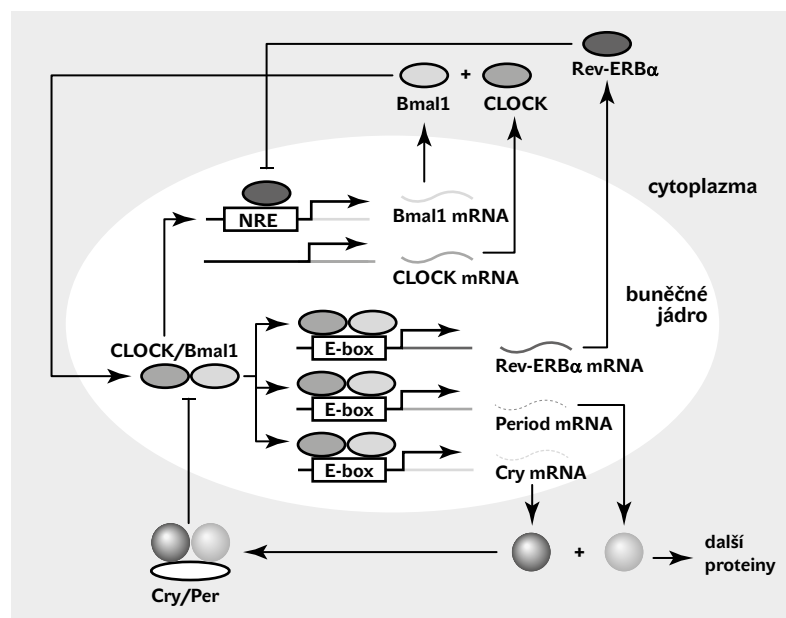 Rev-ERBα
+
Bmal1 CLOCK
cytoplazma
NRE
Bmal1 mRNA
CLOCK mRNA
buněčné
jádro
CLOCK/Bmal1
E-box
Rev-ERBα mRNA
E-box
Period mRNA
E-box
Cry mRNA
+
další
proteiny
Cry/Per